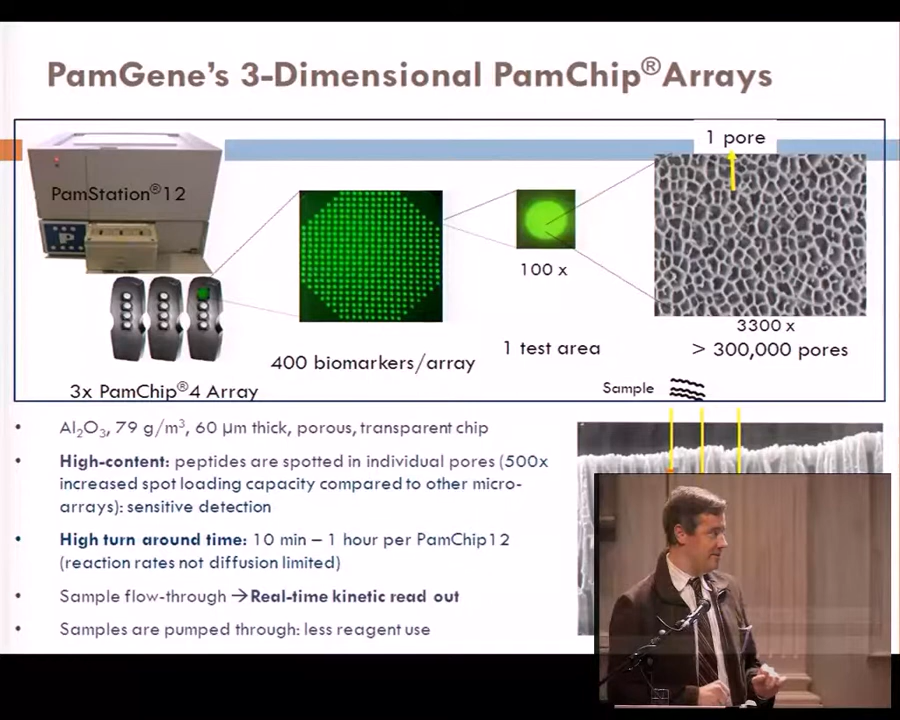 PamGene's 3-Dimensional PamChip® Arrays
1 pore
PamStation®12
P
100 x
3300 x
400 biomarkers/array
1 test area
> 300,000 pores
3x PamChip®4 Array
Sample
• Al₂O₃, 79 g/m³, 60 µm thick, porous, transparent chip
• High-content: peptides are spotted in individual pores (500x
increased spot loading capacity compared to other micro-
arrays): sensitive detection
• High turn around time: 10 min – 1 hour per PamChip12
(reaction rates not diffusion limited)
• Sample flow-through →Real-time kinetic read out
• Samples are pumped through: less reagent use